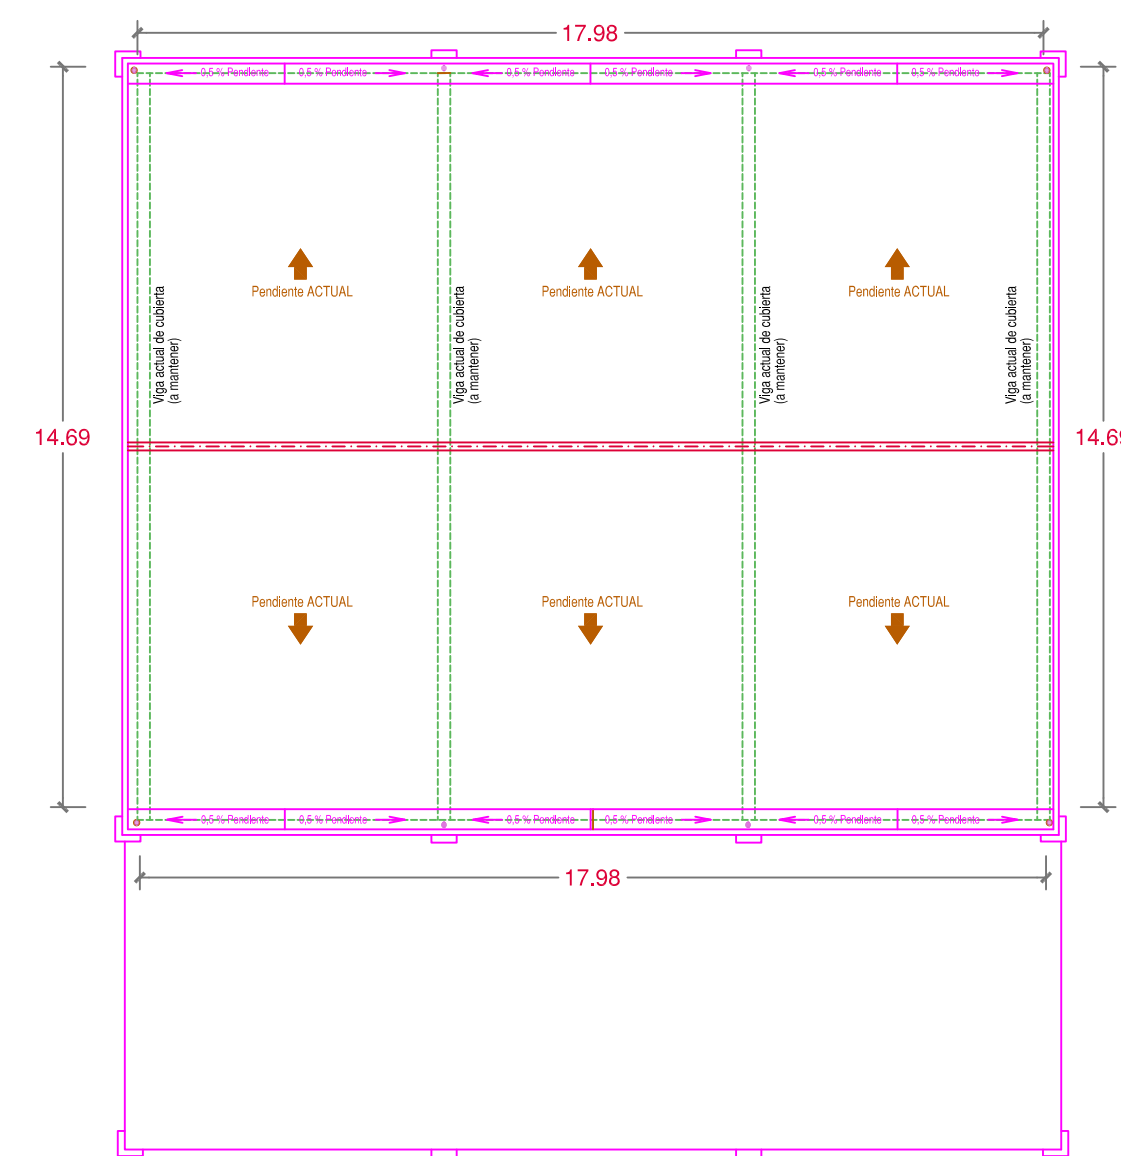 17.98
0,5 % Pendiente 0,5 % Pendiente 0,5 % Pendiente 0,5 % Pendiente 0,5 % Pendiente 0,5 % Pendiente
Pendiente ACTUAL Pendiente ACTUAL Pendiente ACTUAL
Viga actual de cubierta
(a mantener)
Viga actual de cubierta
(a mantener)
Viga actual de cubierta
(a mantener)
Viga actual de cubierta
(a mantener)
14.69 14.69
Pendiente ACTUAL Pendiente ACTUAL Pendiente ACTUAL
0,5 % Pendiente 0,5 % Pendiente 0,5 % Pendiente 0,5 % Pendiente 0,5 % Pendiente 0,5 % Pendiente
17.98